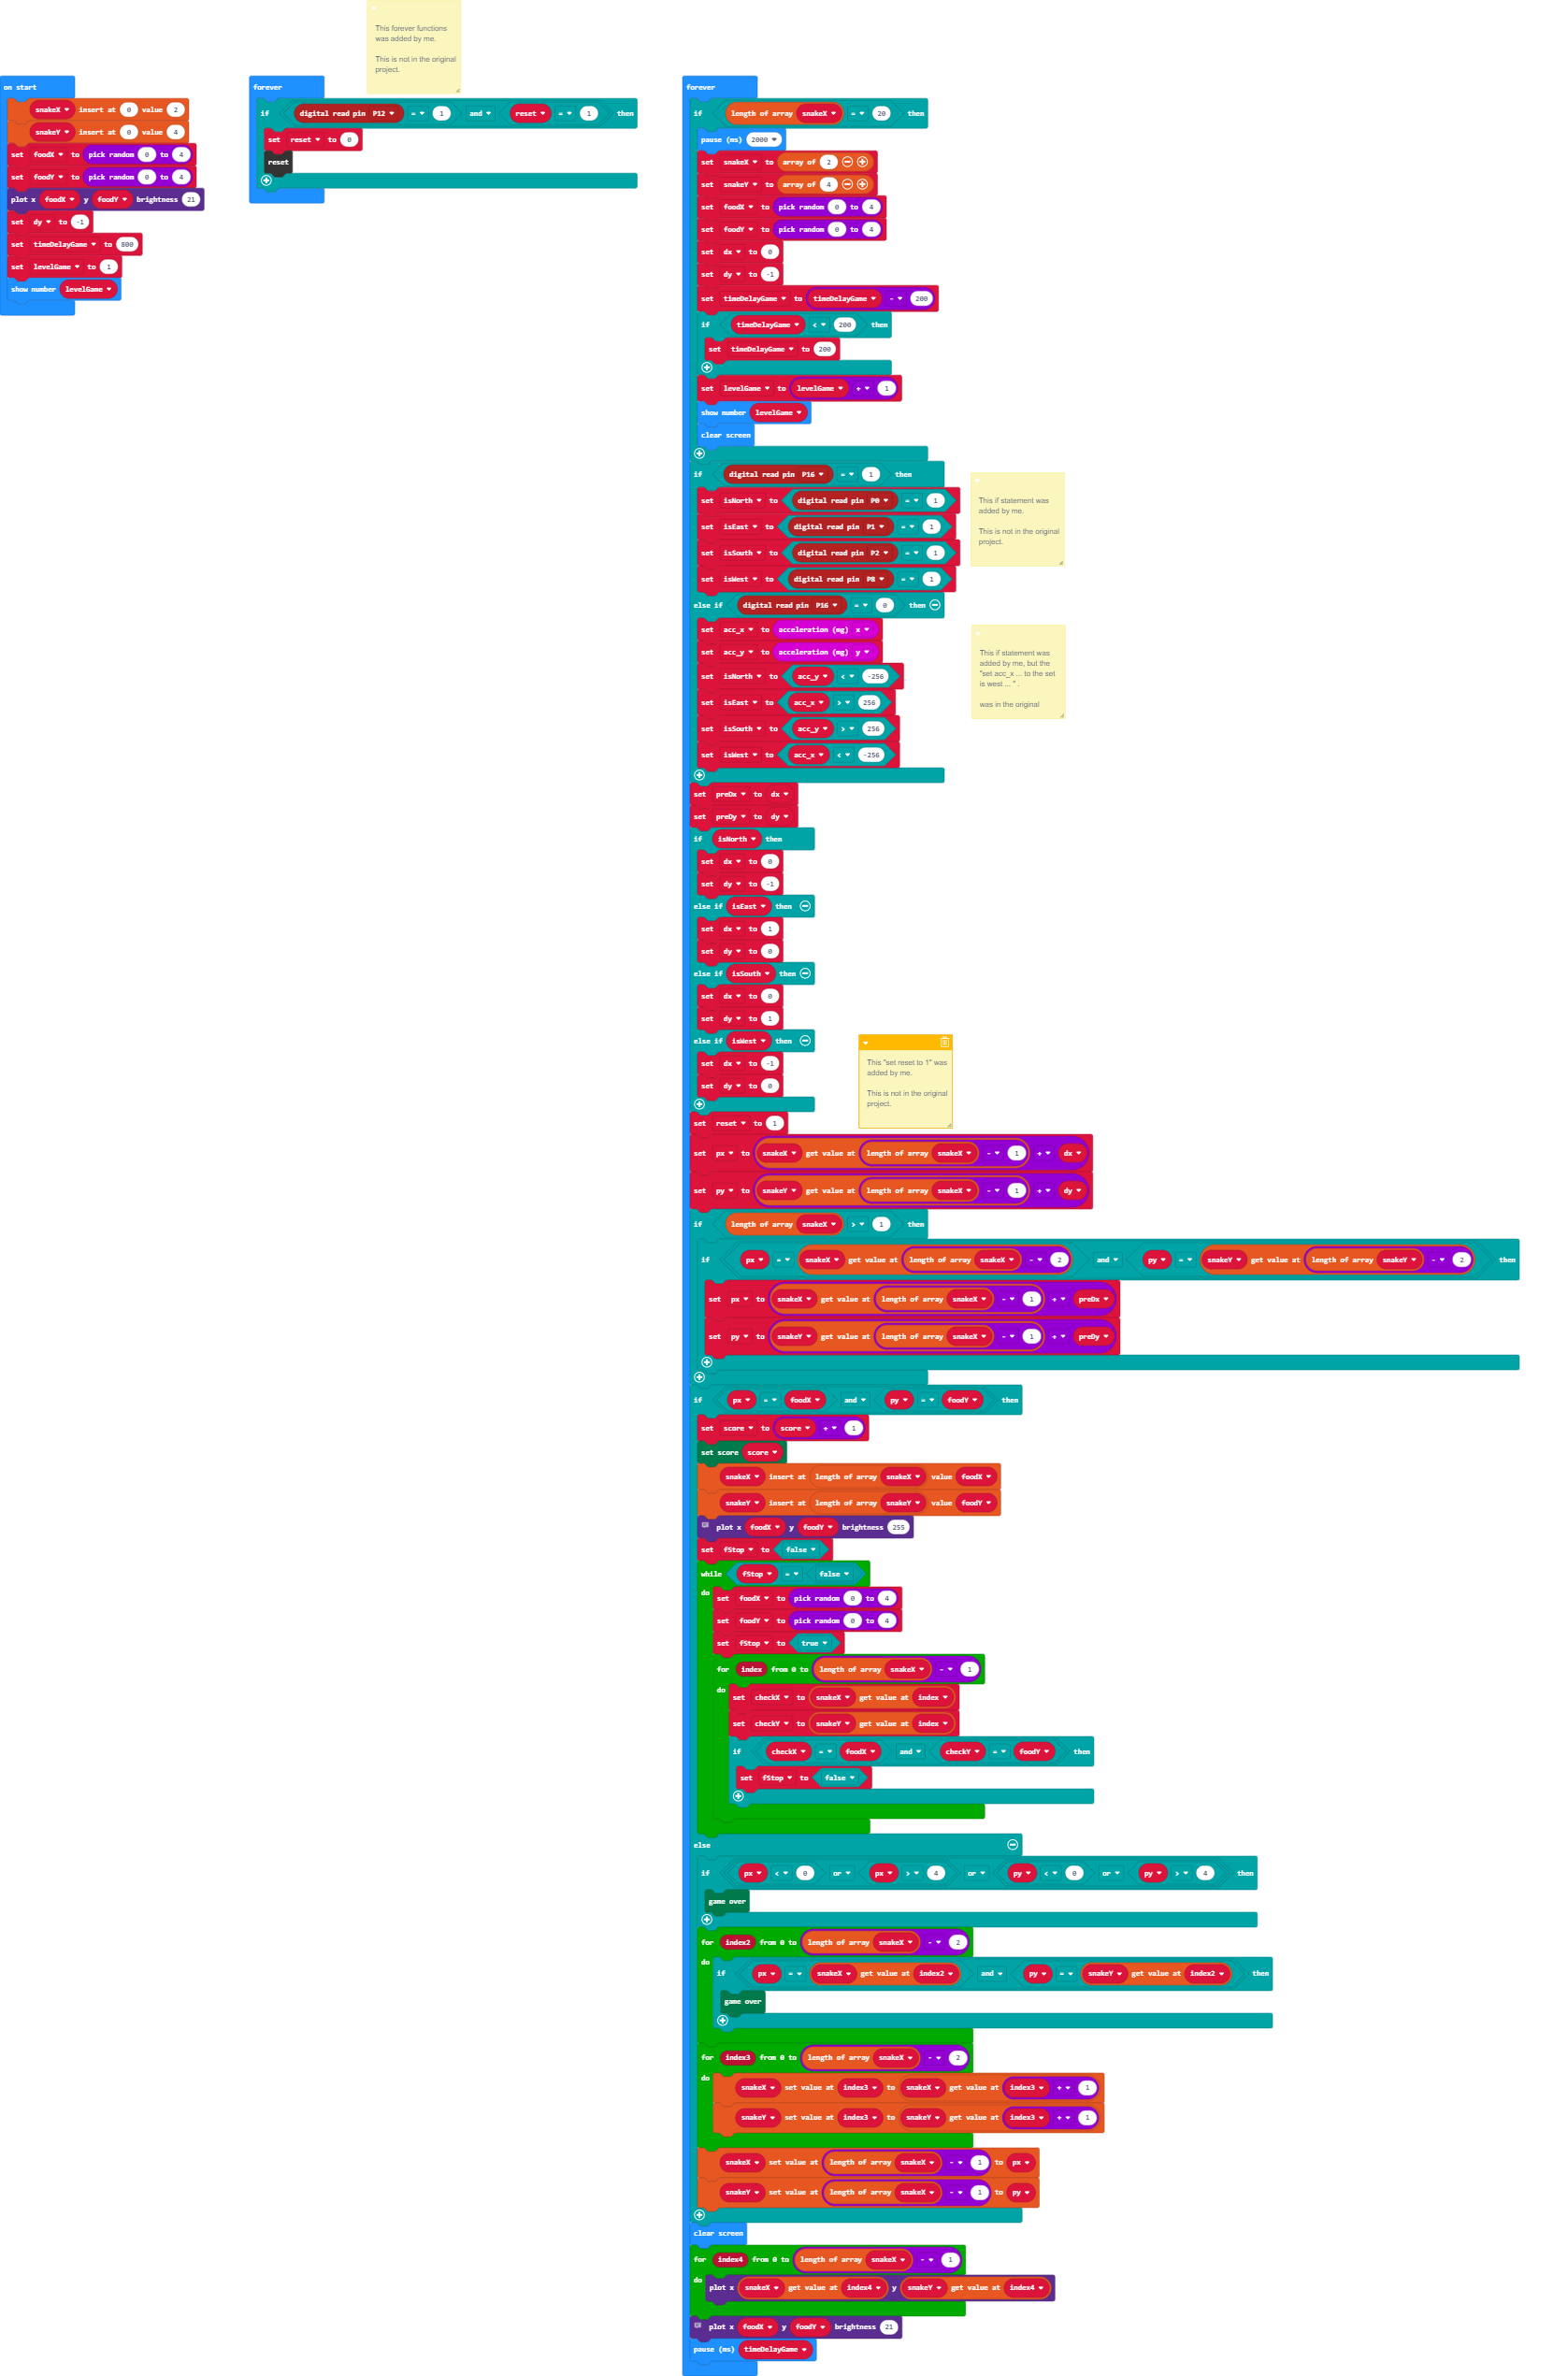 This forever functions
was added by me.
This is not in the original
project.
on start
snakeX insert at 0 value 2
snakeY insert at 0 value 4
set foodX to pick random 0 to 4
set foodY to pick random 0 to 4
plot x foodX y foodY brightness 21
set dy to -1
set timeDelayGame to 800
set levelGame to 1
show number levelGame
forever
if digital read pin P12 = 1 and reset = 1 then
set reset to 0
reset
forever
if length of array snakeX = 20 then
pause (ms) 2000
set snakeX to array of 2
set snakeY to array of 4
set foodX to pick random 0 to 4
set foodY to pick random 0 to 4
set dx to 0
set dy to -1
set timeDelayGame to timeDelayGame - 200
if timeDelayGame < 200 then
set timeDelayGame to 200
set levelGame to levelGame + 1
show number levelGame
clear screen
if digital read pin P16 = 1 then
set isNorth to digital read pin P0 = 1
set isEast to digital read pin P1 = 1
set isSouth to digital read pin P2 = 1
set isWest to digital read pin P8 = 1
This if statement was
added by me.
This is not in the original
project.
else if digital read pin P16 = 0 then
set acc_x to acceleration (mg) x
set acc_y to acceleration (mg) y
set isNorth to acc_y < -256
set isEast to acc_x > 256
set isSouth to acc_y > 256
set isWest to acc_x < -256
This if statement was
added by me, but the
"set acc_x ... to the set
is west ... " .
was in the original
set preDx to dx
set preDy to dy
if isNorth then
set dx to 0
set dy to -1
else if isEast then
set dx to 1
set dy to 0
else if isSouth then
set dx to 0
set dy to 1
else if isWest then
set dx to -1
set dy to 0
This "set reset to 1" was
added by me.
This is not in the original
project.
set reset to 1
set px to snakeX get value at length of array snakeX - 1 + dx
set py to snakeY get value at length of array snakeX - 1 + dy
if length of array snakeX > 1 then
if px = snakeX get value at length of array snakeX - 2 and py = snakeY get value at length of array snakeY - 2 then
set px to snakeX get value at length of array snakeX - 1 + preDx
set py to snakeY get value at length of array snakeX - 1 + preDy
if px = foodX and py = foodY then
set score to score + 1
set score score
snakeX insert at length of array snakeX value foodX
snakeY insert at length of array snakeY value foodY
plot x foodX y foodY brightness 255
set fStop to false
while fStop = false
do set foodX to pick random 0 to 4
set foodY to pick random 0 to 4
set fStop to true
for index from 0 to length of array snakeX - 1
do set checkX to snakeX get value at index
set checkY to snakeY get value at index
if checkX = foodX and checkY = foodY then
set fStop to false
else
if px < 0 or px > 4 or py < 0 or py > 4 then
game over
for index2 from 0 to length of array snakeX - 2
do if px = snakeX get value at index2 and py = snakeY get value at index2 then
game over
for index3 from 0 to length of array snakeX - 2
do snakeX set value at index3 to snakeX get value at index3 + 1
snakeY set value at index3 to snakeY get value at index3 + 1
snakeX set value at length of array snakeX - 1 to px
snakeY set value at length of array snakeX - 1 to py
clear screen
for index4 from 0 to length of array snakeX - 1
do plot x snakeX get value at index4 y snakeY get value at index4
plot x foodX y foodY brightness 21
pause (ms) timeDelayGame